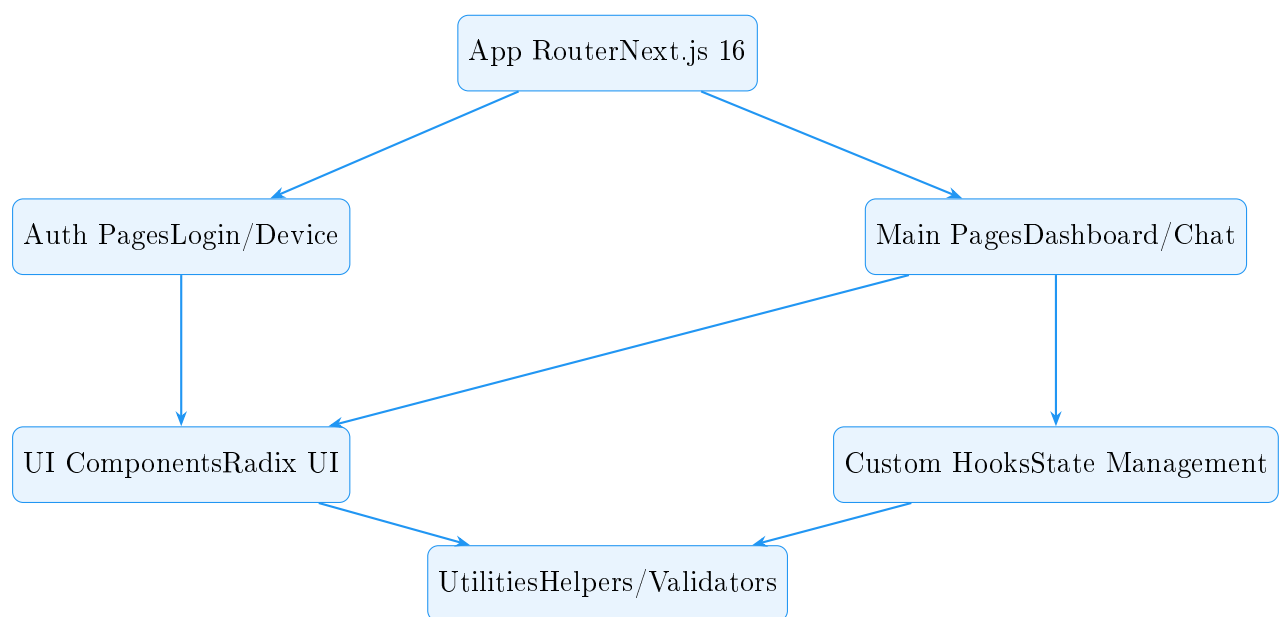 App RouterNext.js 16
Auth PagesLogin/Device
Main PagesDashboard/Chat
UI ComponentsRadix UI
Custom HooksState Management
UtilitiesHelpers/Validators